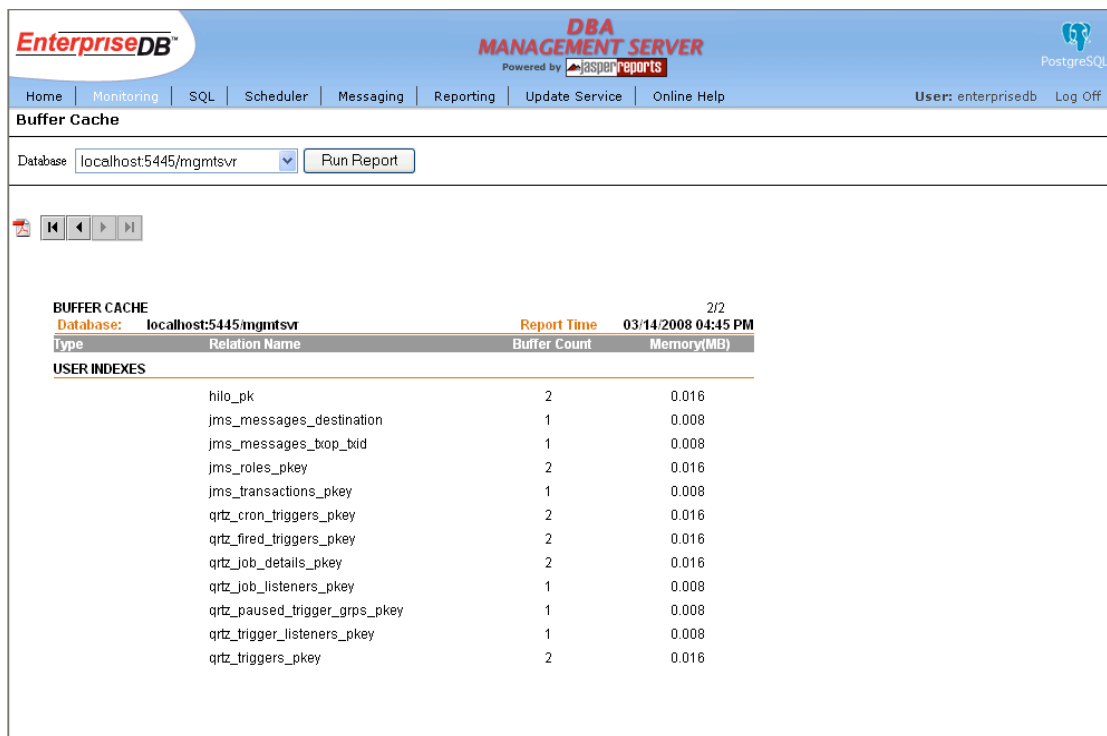 EnterpriseDB™
DBA
MANAGEMENT SERVER
Powered by jasperreports
PostgreSQL
Home Monitoring SQL Scheduler Messaging Reporting Update Service Online Help User: enterprisedb Log Off
Buffer Cache
Database localhost:5445/mgmtsvr Run Report
BUFFER CACHE 2/2
Database: localhost:5445/mgmtsvr Report Time 03/14/2008 04:45 PM
Type Relation Name Buffer Count Memory(MB)
USER INDEXES
hilo_pk 2 0.016
jms_messages_destination 1 0.008
jms_messages_txop_txid 1 0.008
jms_roles_pkey 2 0.016
jms_transactions_pkey 1 0.008
qrtz_cron_triggers_pkey 2 0.016
qrtz_fired_triggers_pkey 2 0.016
qrtz_job_details_pkey 2 0.016
qrtz_job_listeners_pkey 1 0.008
qrtz_paused_trigger_grps_pkey 1 0.008
qrtz_trigger_listeners_pkey 1 0.008
qrtz_triggers_pkey 2 0.016